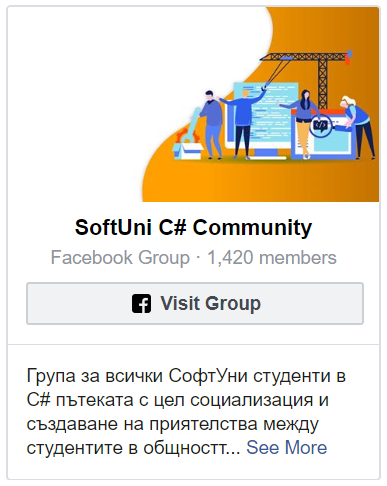 SoftUni C# Community
Facebook Group · 1,420 members
Visit Group
Група за всички СофтУни студенти в
C# пътеката с цел социализация и
създаване на приятелства между
студентите в общностт... See More